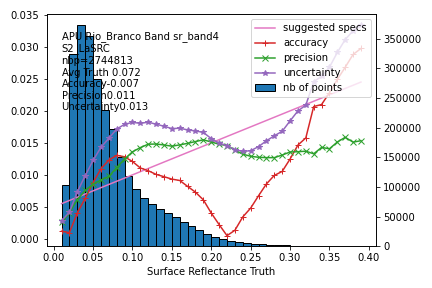 APU Rio_Branco Band sr_band4
S2_LaSRC
nbp=2744813
Avg Truth 0.072
Accuracy-0.007
Precision0.011
Uncertainty0.013
suggested specs
accuracy
precision
uncertainty
nb of points
0.035
0.030
0.025
0.020
0.015
0.010
0.005
0.000
350000
300000
250000
200000
150000
100000
50000
0
0.00 0.05 0.10 0.15 0.20 0.25 0.30 0.35 0.40
Surface Reflectance Truth